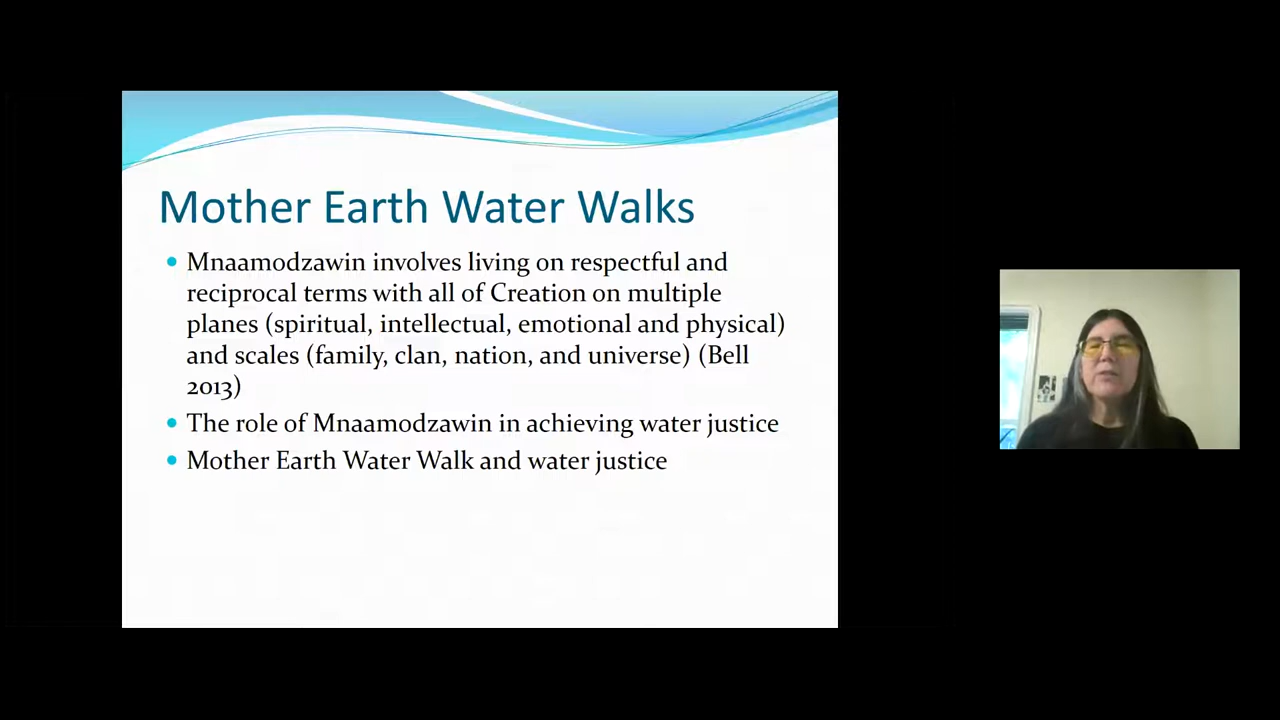 Mother Earth Water Walks
• Mnaamodzawin involves living on respectful and
reciprocal terms with all of Creation on multiple
planes (spiritual, intellectual, emotional and physical)
and scales (family, clan, nation, and universe) (Bell
2013)
• The role of Mnaamodzawin in achieving water justice
• Mother Earth Water Walk and water justice